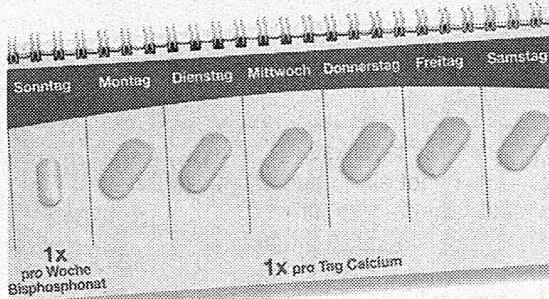 Sonntag Montag Dienstag Mittwoch Donnerstag Freitag Samstag
1x
pro Woche
Bisphosphonat
1x pro Tag Calcium